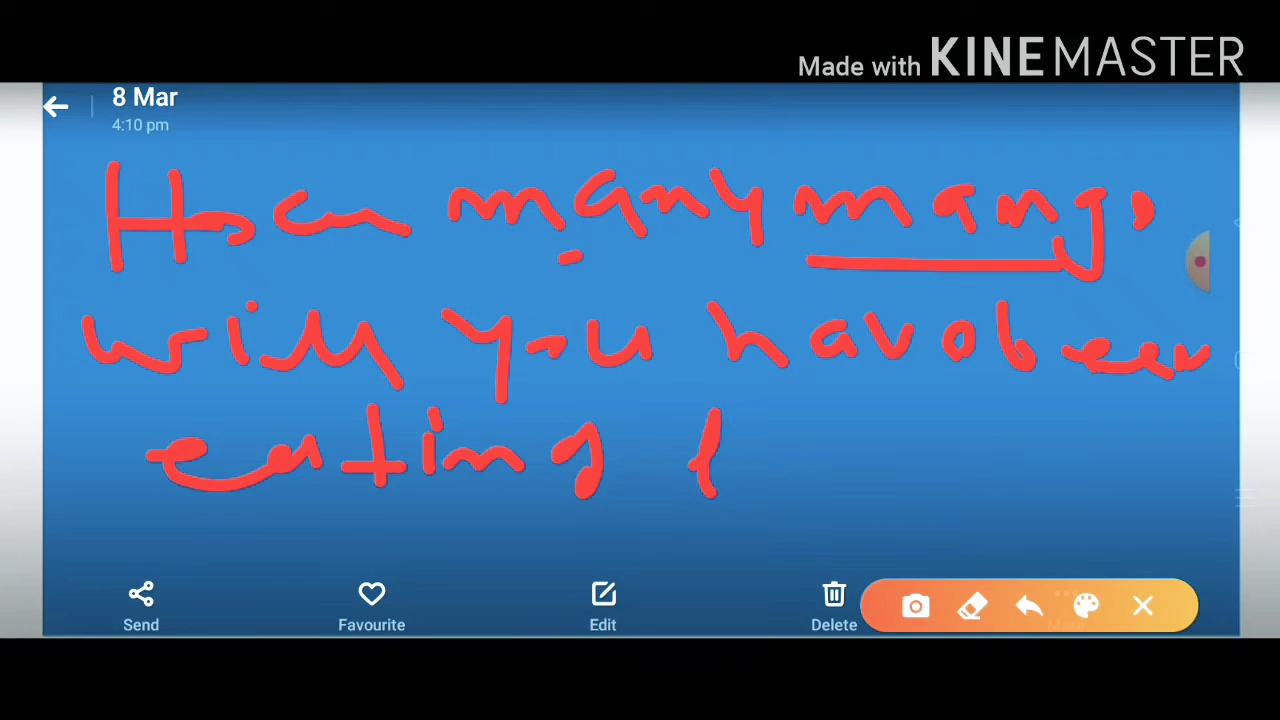 Made with KINEMASTER
8 Mar
4:10 pm
How many mango
will you have been
eating
Send Favourite Edit Delete